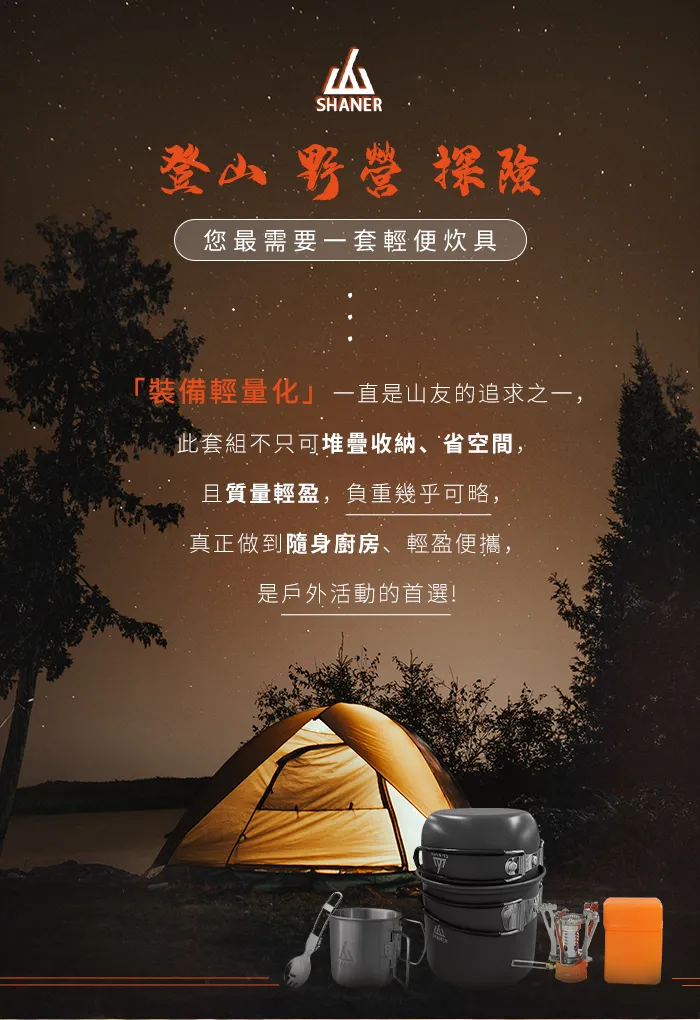 SHANER
登山 野營 探險
您最需要一套輕便炊具
「裝備輕量化」一直是山友的追求之一，
此套組不只可堆疊收納、省空間，
且質量輕盈，負重幾乎可略，
真正做到隨身廚房、輕盈便攜，
是戶外活動的首選!
SHANER